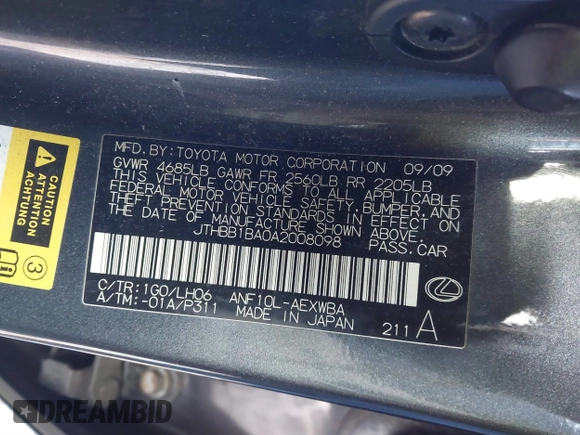 MFD. BY: TOYOTA MOTOR CORPORATION 09/09
GVWR 4685LB GAWR FR 2560LB RR 2205LB
THIS VEHICLE CONFORMS TO ALL APPLICABLE
FEDERAL MOTOR VEHICLE SAFETY, BUMPER, AND
THEFT PREVENTION STANDARDS IN EFFECT ON
THE DATE OF MANUFACTURE SHOWN ABOVE.
JTHBB1BA0A2008098 PASS. CAR
C/TR: 1G0/LH06 ANF10L-AEXWBA
A/TM: -01A/P311 MADE IN JAPAN
211 A
CAUTION
ATTENTION
ACHTUNG
3
DREAMBID